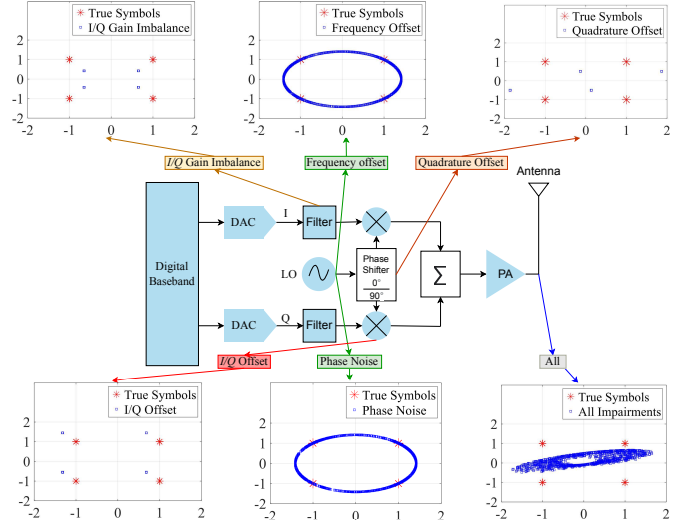 True Symbols
I/Q Gain Imbalance
2
1
0
-1
-2
-2 -1 0 1 2
True Symbols
Frequency Offset
2
1
0
-1
-2
-2 -1 0 1 2
True Symbols
Quadrature Offset
2
1
0
-1
-2
-2 -1 0 1 2
I/Q Gain Imbalance
Frequency offset
Quadrature Offset
Antenna
Digital
Baseband
DAC
I
Filter
LO
Phase
Shifter
0°
90°
Σ
PA
DAC
Q
Filter
I/Q Offset
Phase Noise
All
True Symbols
I/Q Offset
2
1
0
-1
-2
-2 -1 0 1 2
True Symbols
Phase Noise
2
1
0
-1
-2
-2 -1 0 1 2
True Symbols
All Impairments
2
1
0
-1
-2
-2 -1 0 1 2